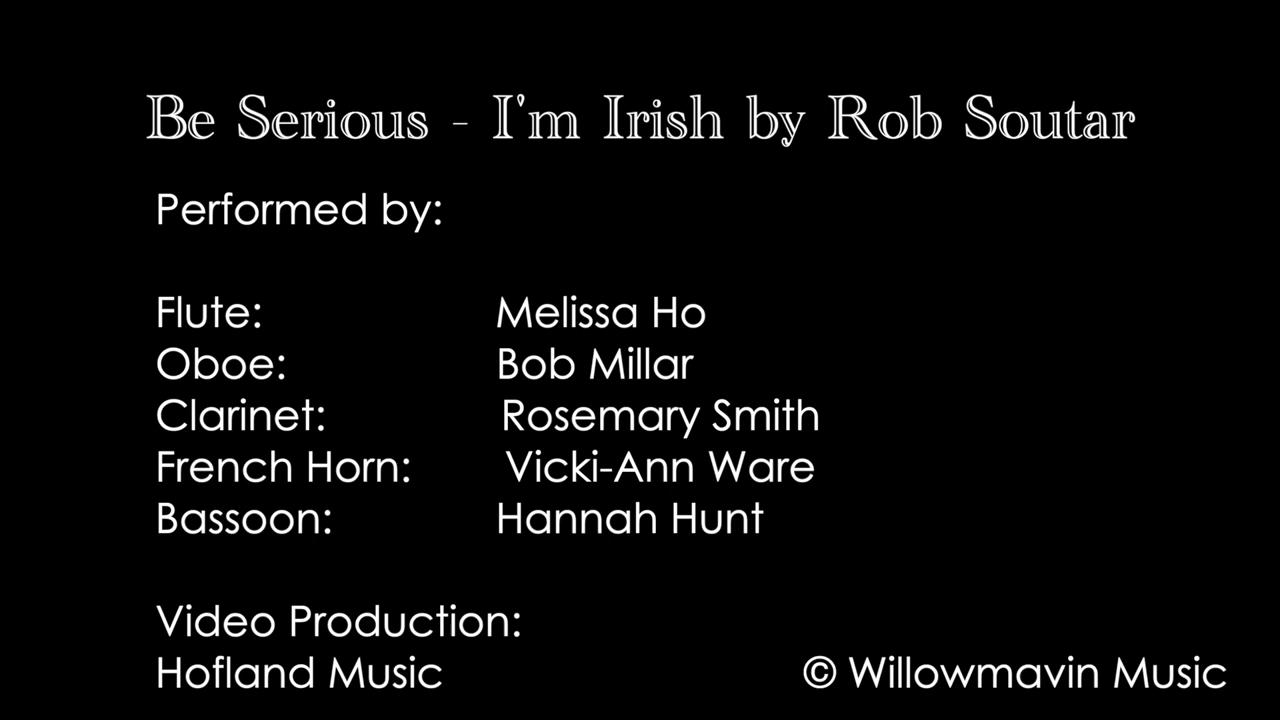 Be Serious - I'm Irish by Rob Soutar
Performed by:
Flute: Melissa Ho
Oboe: Bob Millar
Clarinet: Rosemary Smith
French Horn: Vicki-Ann Ware
Bassoon: Hannah Hunt
Video Production:
Hofland Music © Willowmavin Music